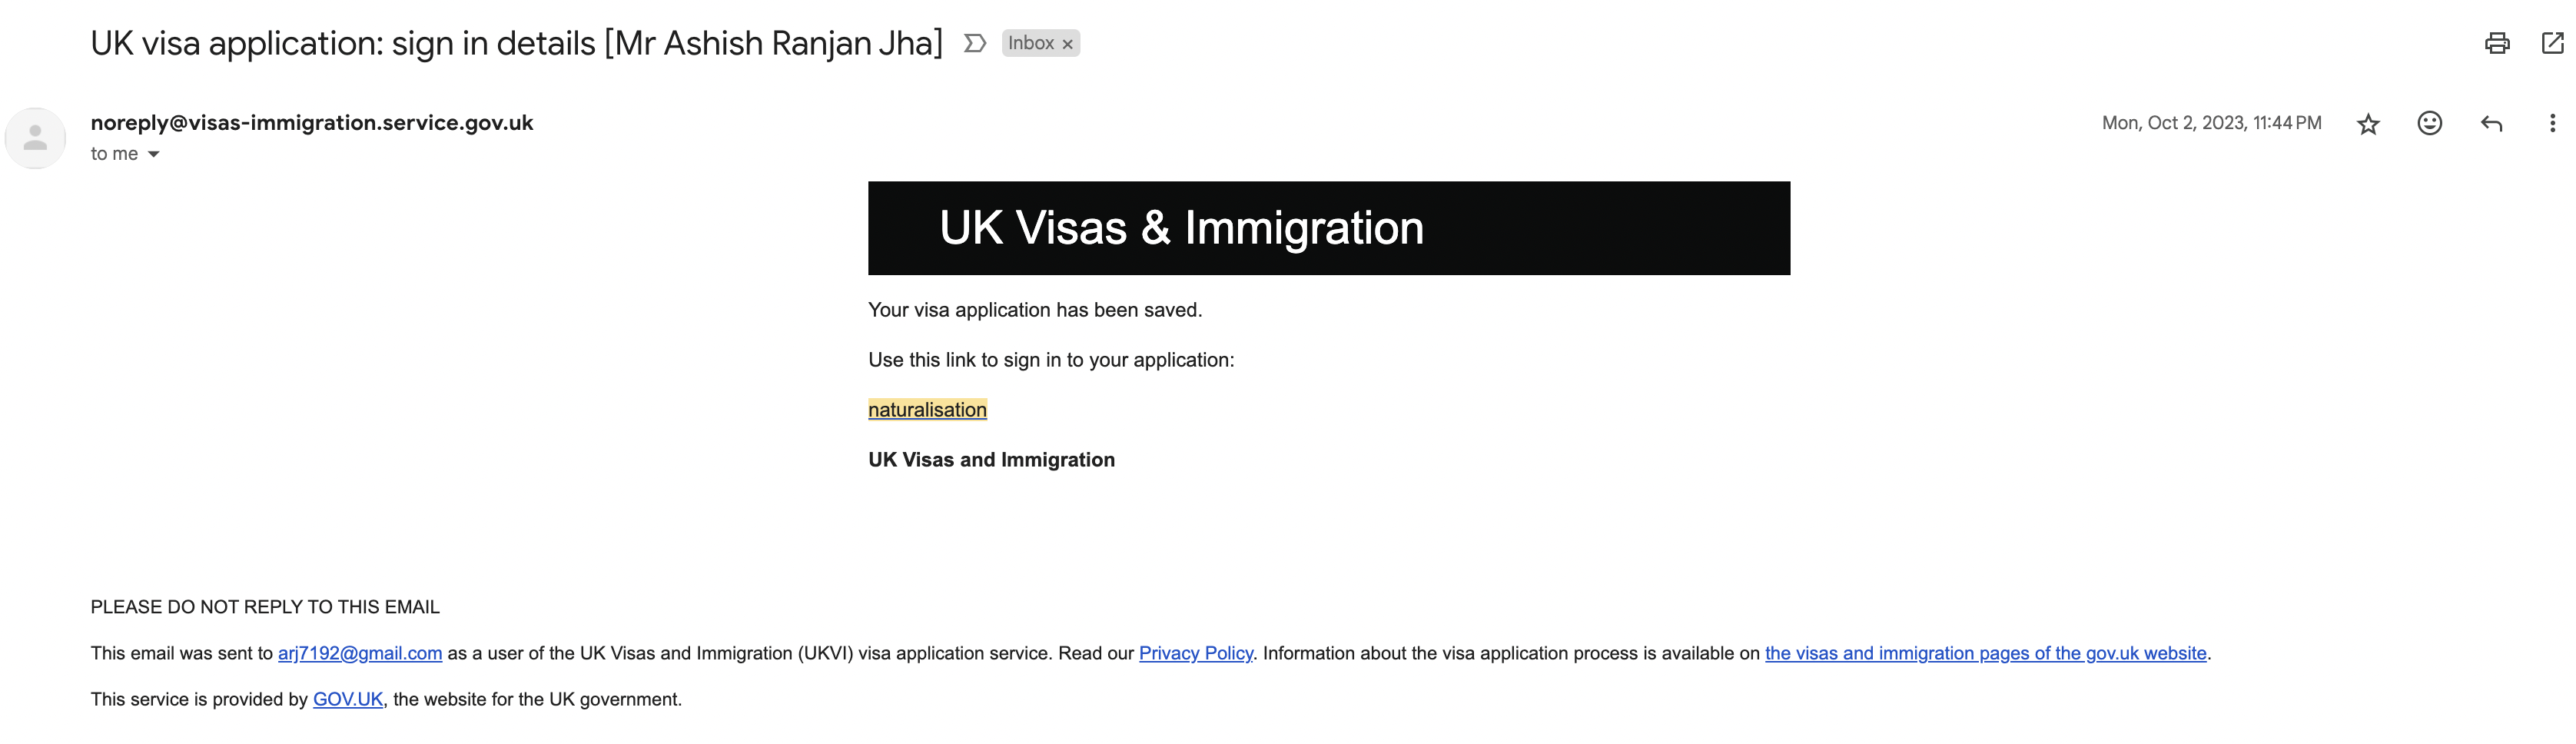 UK visa application: sign in details [Mr Ashish Ranjan Jha] Inbox ×
noreply@visas-immigration.service.gov.uk Mon, Oct 2, 2023, 11:44 PM
to me
UK Visas & Immigration
Your visa application has been saved.
Use this link to sign in to your application:
naturalisation
UK Visas and Immigration
PLEASE DO NOT REPLY TO THIS EMAIL
This email was sent to arj7192@gmail.com as a user of the UK Visas and Immigration (UKVI) visa application service. Read our Privacy Policy. Information about the visa application process is available on the visas and immigration pages of the gov.uk website.
This service is provided by GOV.UK, the website for the UK government.